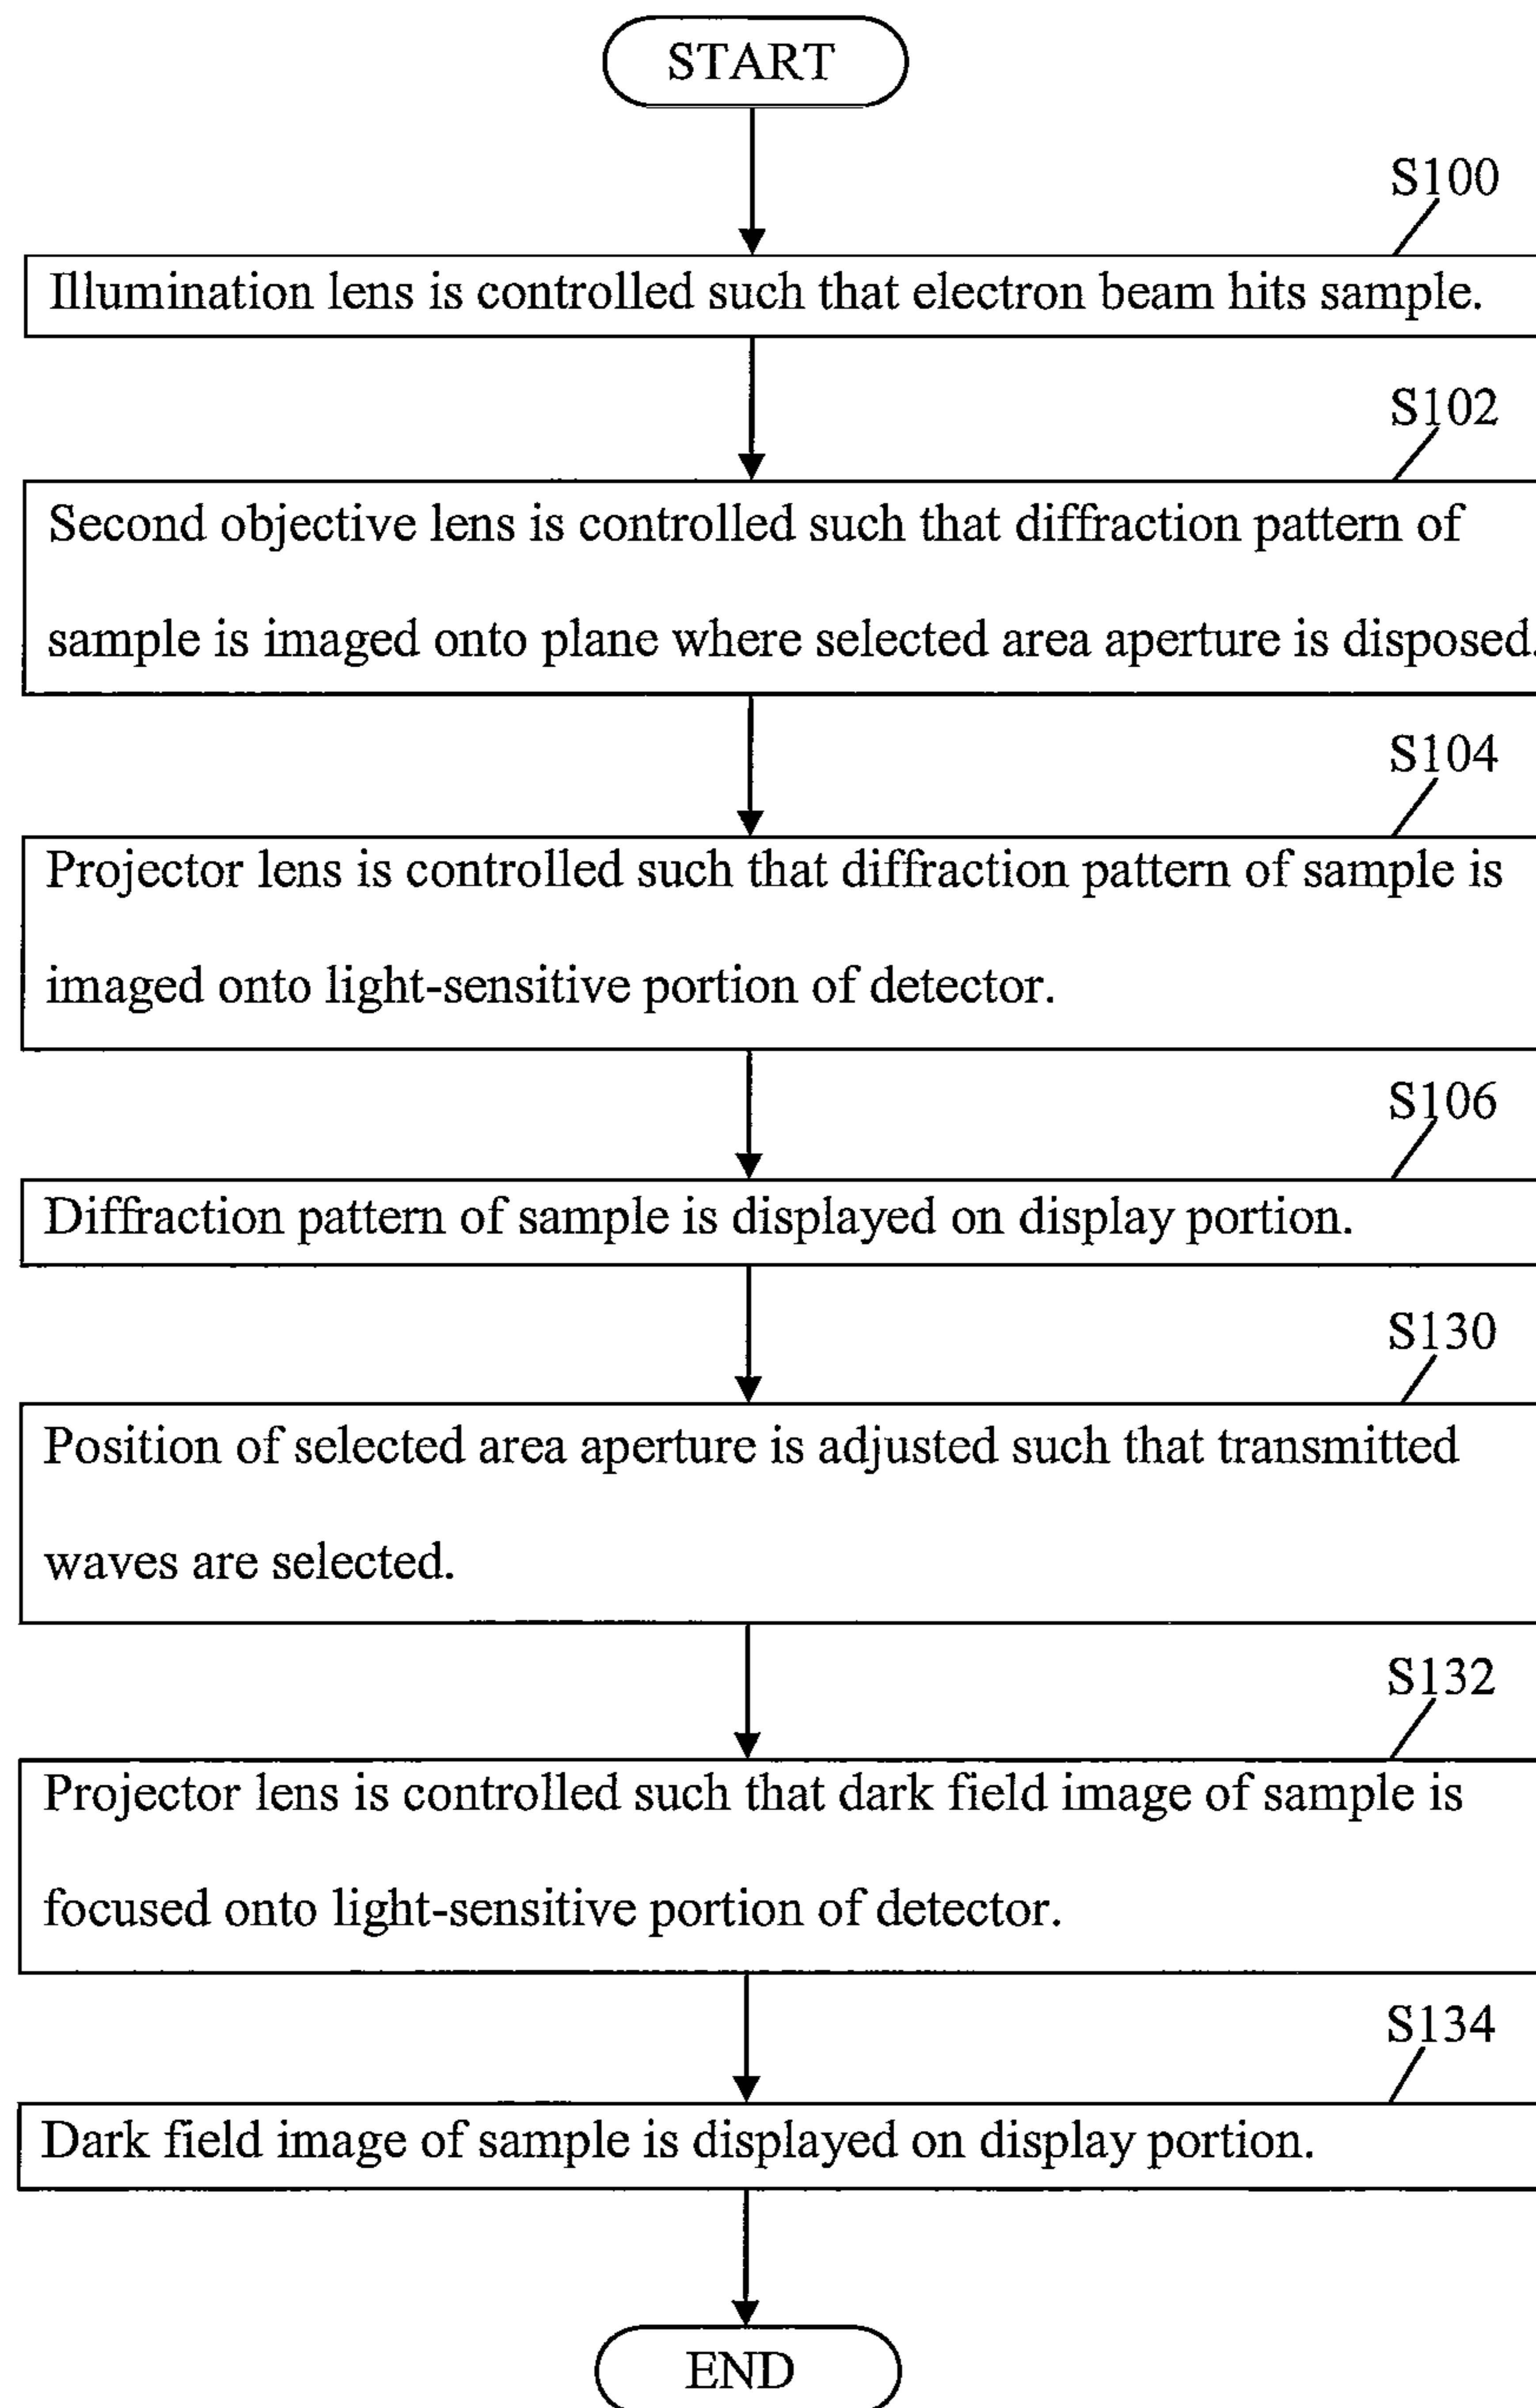 START
S100
Illumination lens is controlled such that electron beam hits sample.
S102
Second objective lens is controlled such that diffraction pattern of
sample is imaged onto plane where selected area aperture is disposed.
S104
Projector lens is controlled such that diffraction pattern of sample is
imaged onto light-sensitive portion of detector.
S106
Diffraction pattern of sample is displayed on display portion.
S130
Position of selected area aperture is adjusted such that transmitted
waves are selected.
S132
Projector lens is controlled such that dark field image of sample is
focused onto light-sensitive portion of detector.
S134
Dark field image of sample is displayed on display portion.
END